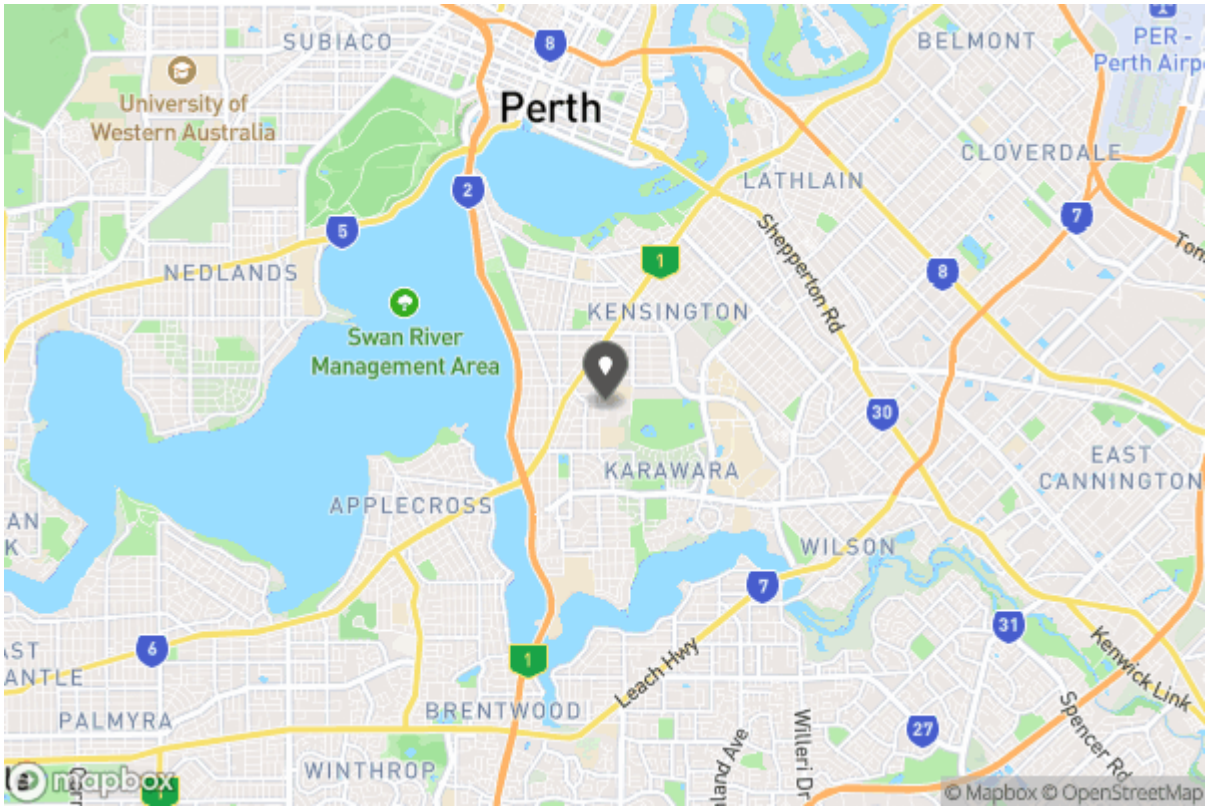 SUBIACO
8
BELMONT
PER -
Perth Airp
University of
Western Australia
Perth
CLOVERDALE
LATHLAIN
2
7
5
Shepperton Rd
Ton
1
8
NEDLANDS
KENSINGTON
Swan River
Management Area
30
KARAWARA
EAST
CANNINGTON
APPLECROSS
AN
K
WILSON
7
31
6
AST
ANTLE
1
Leach Hwy
Kenwick Link
PALMYRA
BRENTWOOD
Spencer Rd
27
Willeri Dr
WINTHROP
1
mapbox
© Mapbox © OpenStreetMap